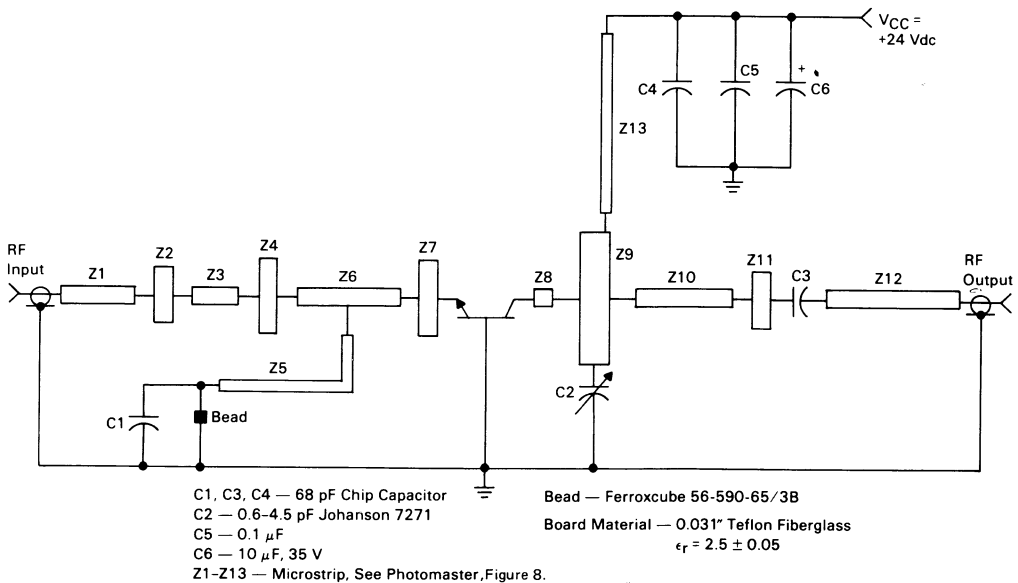 VCC =
+24 Vdc
C4
C5
+
C6
Z13
RF
Input
Z1
Z2
Z3
Z4
Z6
Z7
Z8
Z9
Z10
Z11
C3
Z12
RF
Output
Z5
C1
Bead
C2
C1, C3, C4 — 68 pF Chip Capacitor
C2 — 0.6-4.5 pF Johanson 7271
C5 — 0.1 μF
C6 — 10 μF, 35 V
Z1-Z13 — Microstrip, See Photomaster, Figure 8.
Bead — Ferroxcube 56-590-65/3B
Board Material — 0.031″ Teflon Fiberglass
εr = 2.5 ± 0.05